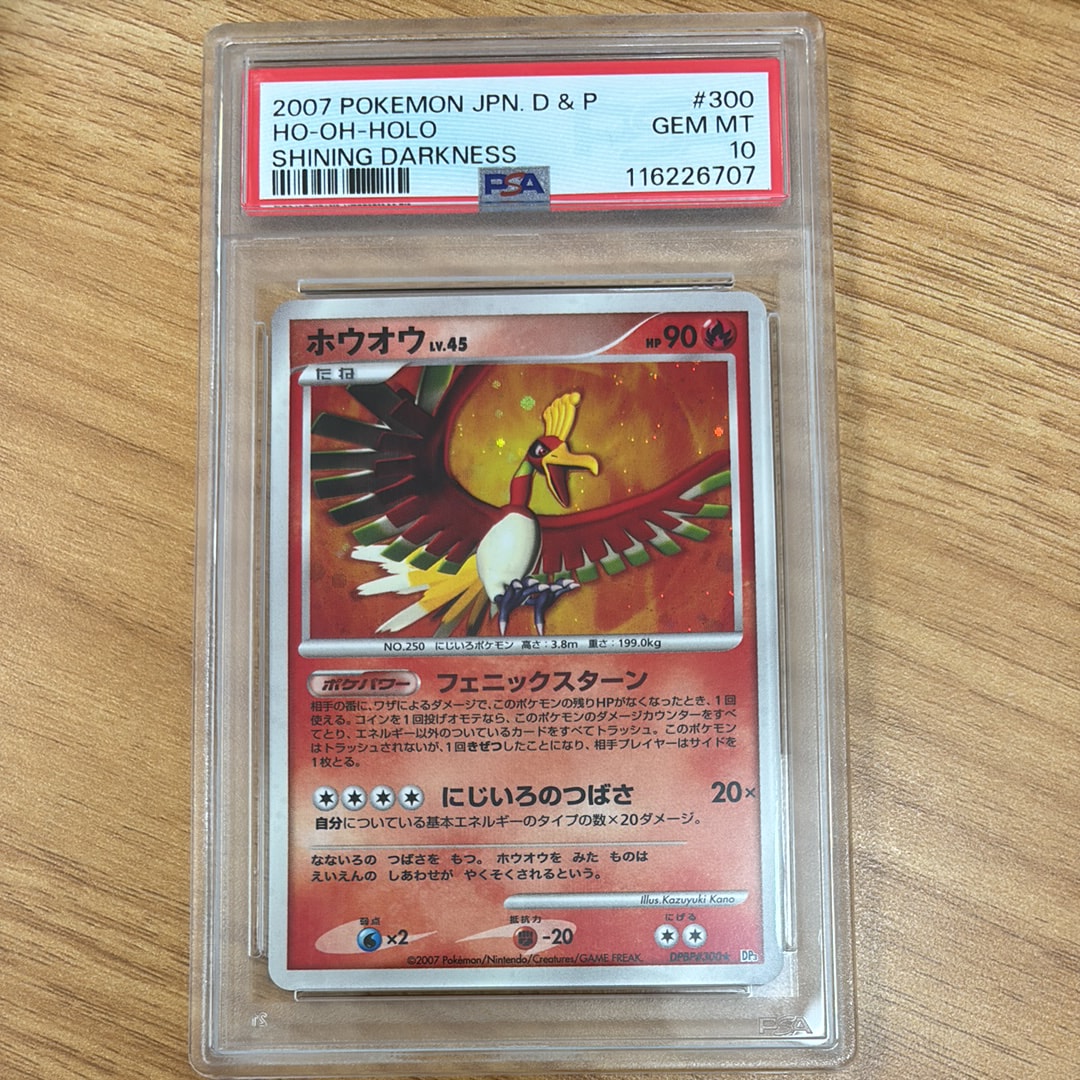 2007 POKEMON JPN. D & P #300
HO-OH-HOLO GEM MT
SHINING DARKNESS 10
PSA 116226707
ホウオウ LV.45 HP 90
たね
NO.250 にじいろポケモン 高さ:3.8m 重さ:199.0kg
ポケパワー フェニックスターン
相手の番に、ワザによるダメージで、このポケモンの残りHPがなくなったとき、1回
使える。コインを1回投げオモテなら、このポケモンのダメージカウンターをすべ
てとり、エネルギー以外のついているカードをすべてトラッシュ。このポケモン
はトラッシュされないが、1回きぜつしたことになり、相手プレイヤーはサイドを
1枚とる。
にじいろのつばさ 20×
自分についている基本エネルギーのタイプの数×20ダメージ。
なないろの つばさを もつ。ホウオウを みた ものは
えいえんの しあわせが やくそくされるという。
Illus.Kazuyuki Kano
弱点 抵抗力 にげる
×2 -20
©2007 Pokémon/Nintendo/Creatures/GAME FREAK. DPBP#300★
PSA